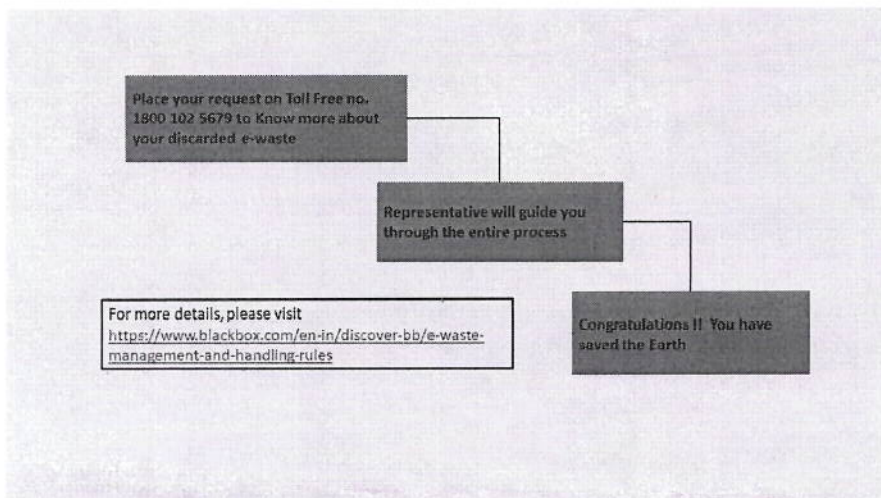 Place your request on Toll Free no.
1800 102 5679 to Know more about
your discarded e-waste
Representative will guide you
through the entire process
Congratulations !! You have
saved the Earth
For more details, please visit
https://www.blackbox.com/en-in/discover-bb/e-waste-
management-and-handling-rules